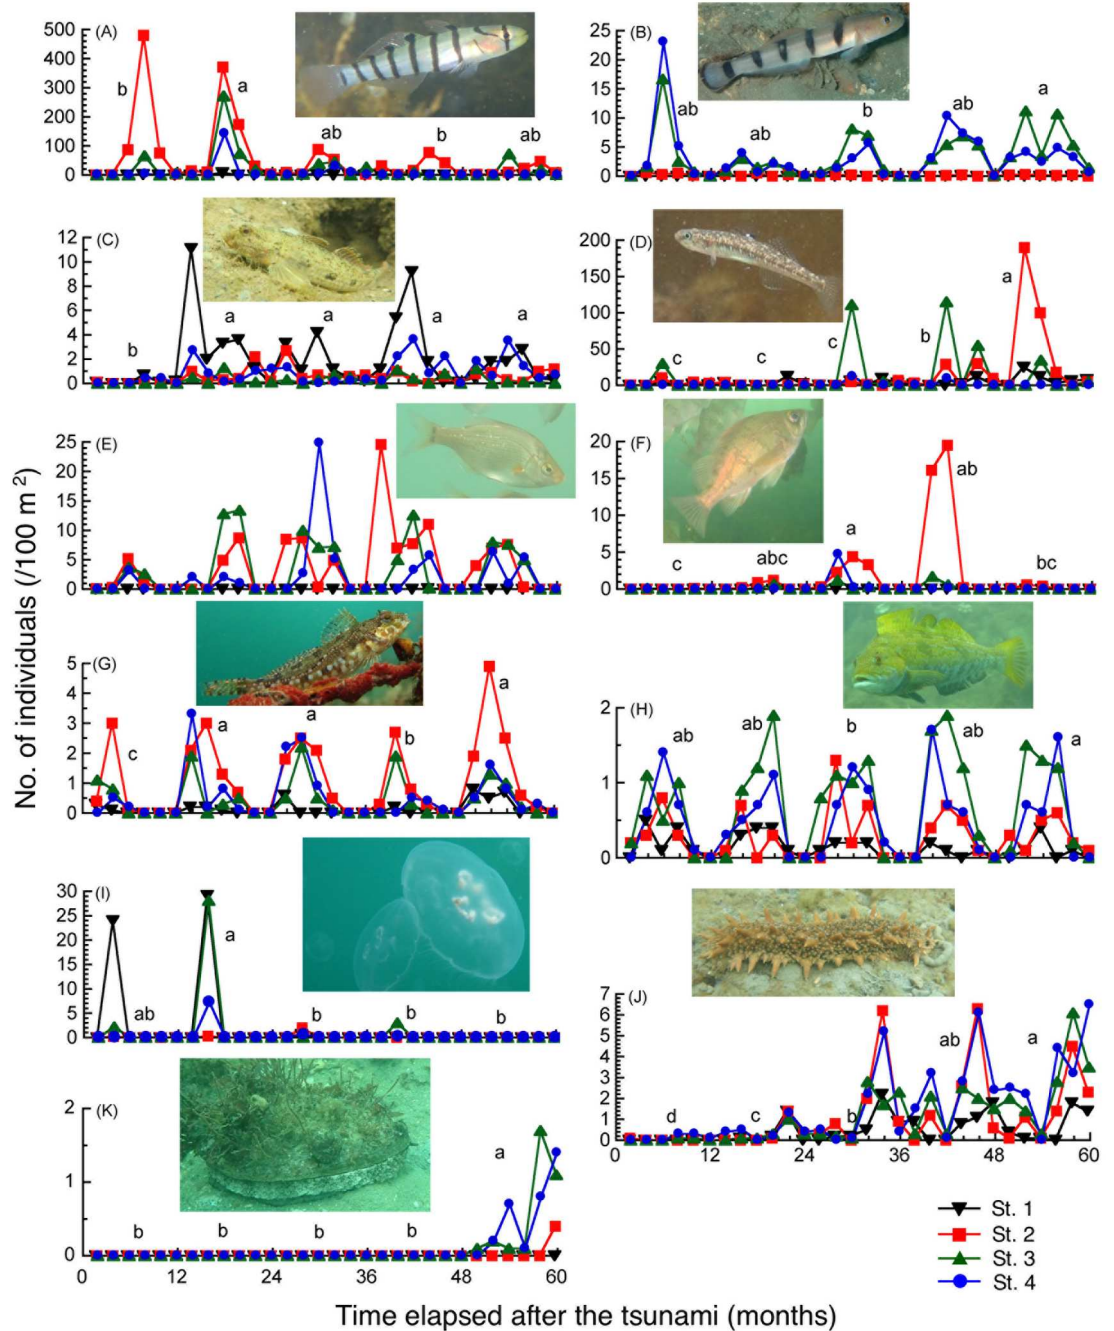 (A)
500
400
300
200
100
0
b
a
ab
b
ab
(B)
25
20
15
10
5
0
ab
ab
b
ab
a
(C)
12
10
8
6
4
2
0
b
a
a
a
a
(D)
200
150
100
50
0
c
c
c
b
a
(E)
25
20
15
10
5
0
(F)
20
15
10
5
0
c
abc
a
ab
bc
(G)
5
4
3
2
1
0
c
a
a
b
a
(H)
2
1
0
ab
ab
b
ab
a
(I)
30
25
20
15
10
5
0
ab
a
b
b
b
(J)
7
6
5
4
3
2
1
0
d
c
b
ab
a
0 12 24 36 48 60
(K)
2
1
0
b
b
b
b
a
0 12 24 36 48 60
No. of individuals (/100 m²)
Time elapsed after the tsunami (months)
St. 1
St. 2
St. 3
St. 4